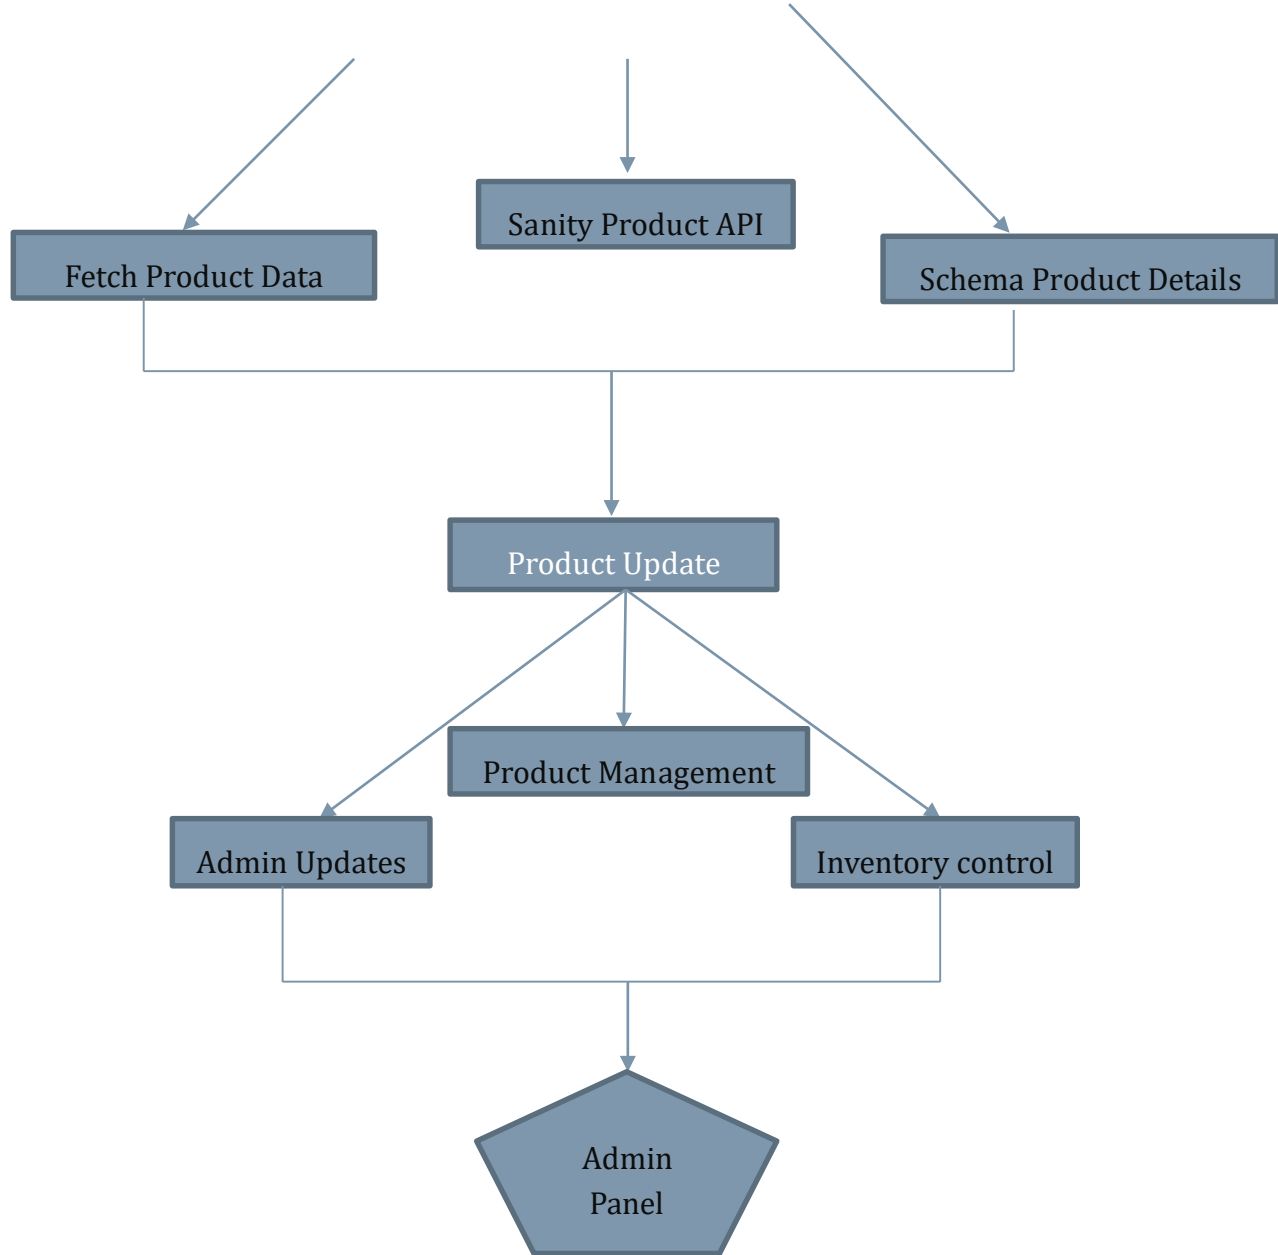 Sanity Product API
Fetch Product Data
Schema Product Details
Product Update
Product Management
Admin Updates
Inventory control
Admin
Panel